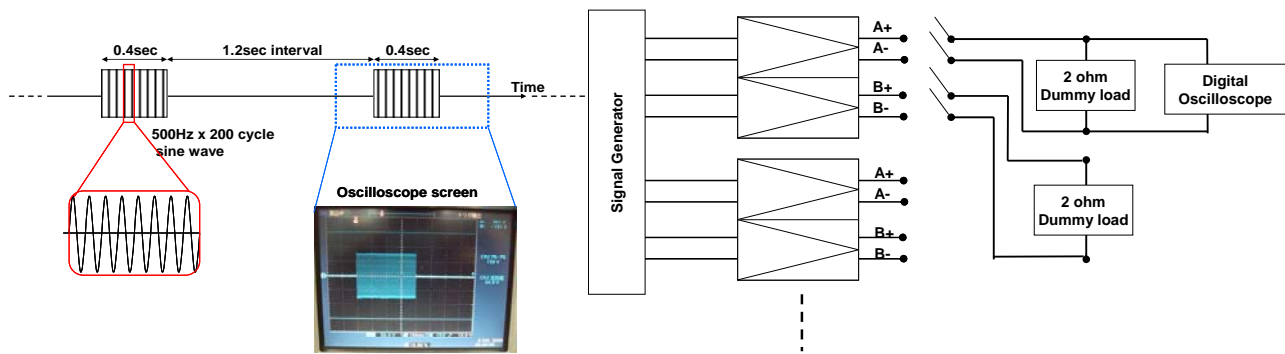 0.4sec
1.2sec interval
0.4sec
Time
500Hz x 200 cycle
sine wave
Oscilloscope screen
Signal Generator
A+
A-
B+
B-
A+
A-
B+
B-
2 ohm
Dummy load
Digital
Oscilloscope
2 ohm
Dummy load